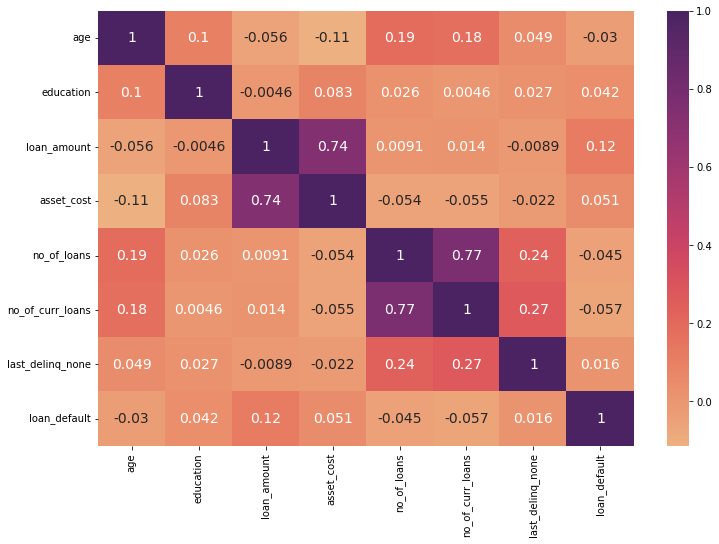 age 1 0.1 -0.056 -0.11 0.19 0.18 0.049 -0.03
education 0.1 1 -0.0046 0.083 0.026 0.0046 0.027 0.042
loan_amount -0.056 -0.0046 1 0.74 0.0091 0.014 -0.0089 0.12
asset_cost -0.11 0.083 0.74 1 -0.054 -0.055 -0.022 0.051
no_of_loans 0.19 0.026 0.0091 -0.054 1 0.77 0.24 -0.045
no_of_curr_loans 0.18 0.0046 0.014 -0.055 0.77 1 0.27 -0.057
last_delinq_none 0.049 0.027 -0.0089 -0.022 0.24 0.27 1 0.016
loan_default -0.03 0.042 0.12 0.051 -0.045 -0.057 0.016 1
age
education
loan_amount
asset_cost
no_of_loans
no_of_curr_loans
last_delinq_none
loan_default
1.0
0.8
0.6
0.4
0.2
0.0